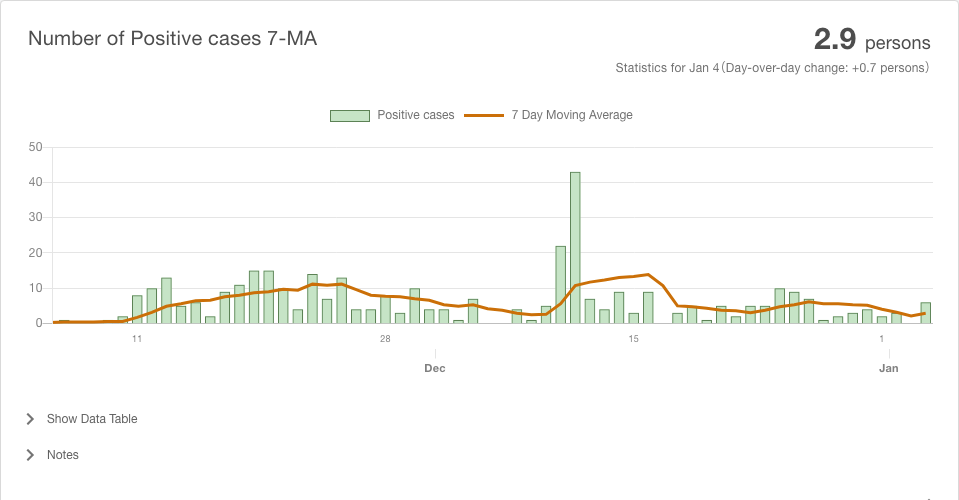 Number of Positive cases 7-MA
2.9 persons
Statistics for Jan 4(Day-over-day change: +0.7 persons)
Positive cases
7 Day Moving Average
50
40
30
20
10
0
11
28
15
1
Dec
Jan
Show Data Table
Notes